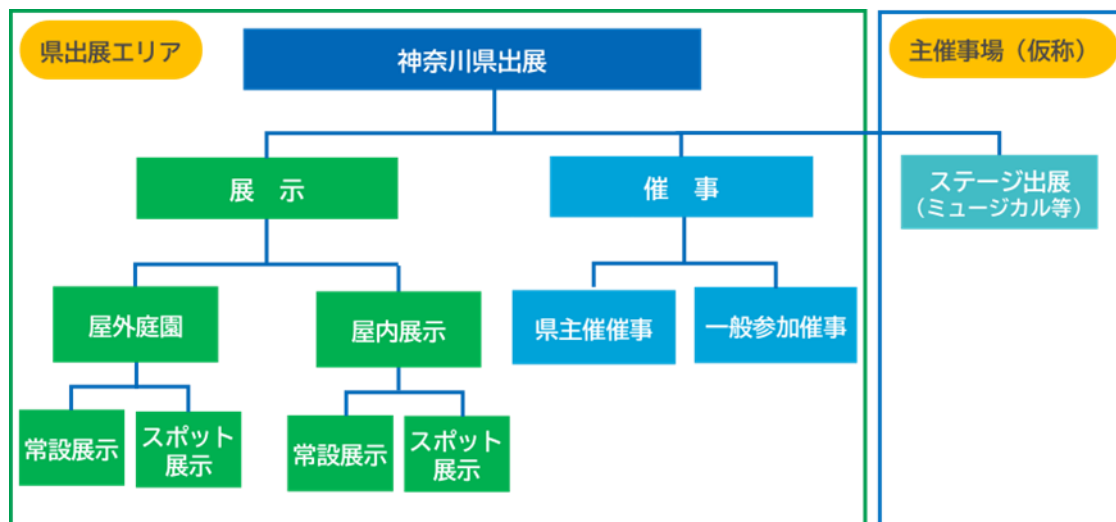 県出展エリア
主催事場（仮称）
神奈川県出展
展　示
催　事
ステージ出展
（ミュージカル等）
屋外庭園
屋内展示
県主催催事
一般参加催事
常設展示
スポット
展示
常設展示
スポット
展示